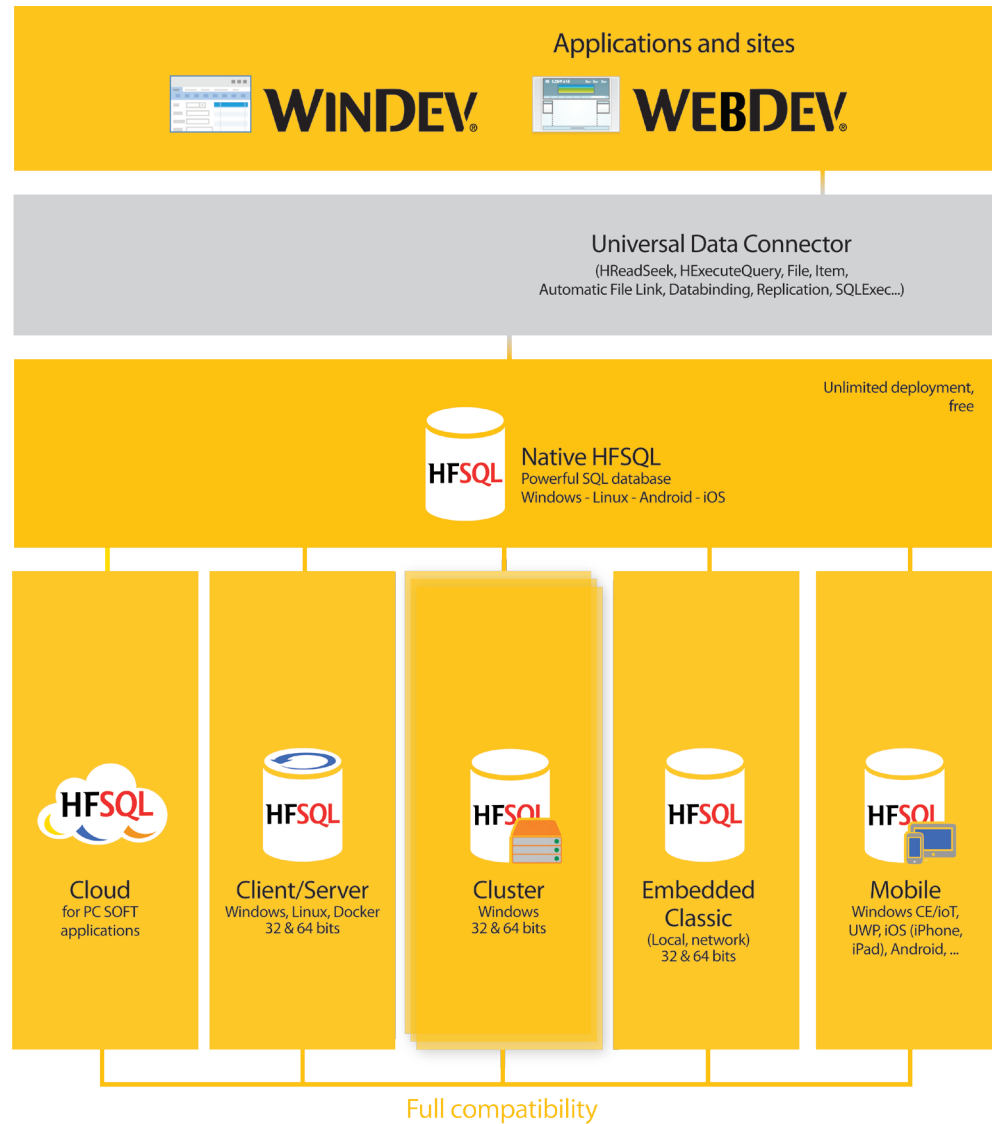 Applications and sites
WINDEV®
WEBDEV®
Universal Data Connector
(HReadSeek, HExecuteQuery, File, Item,
Automatic File Link, Databinding, Replication, SQLExec...)
Unlimited deployment,
free
HFSQL
Native HFSQL
Powerful SQL database
Windows - Linux - Android - iOS
HFSQL
Cloud
for PC SOFT
applications
HFSQL
Client/Server
Windows, Linux, Docker
32 & 64 bits
HFSQL
Cluster
Windows
32 & 64 bits
HFSQL
Embedded
Classic
(Local, network)
32 & 64 bits
HFSQL
Mobile
Windows CE/ioT,
UWP, iOS (iPhone,
iPad), Android, ...
Full compatibility